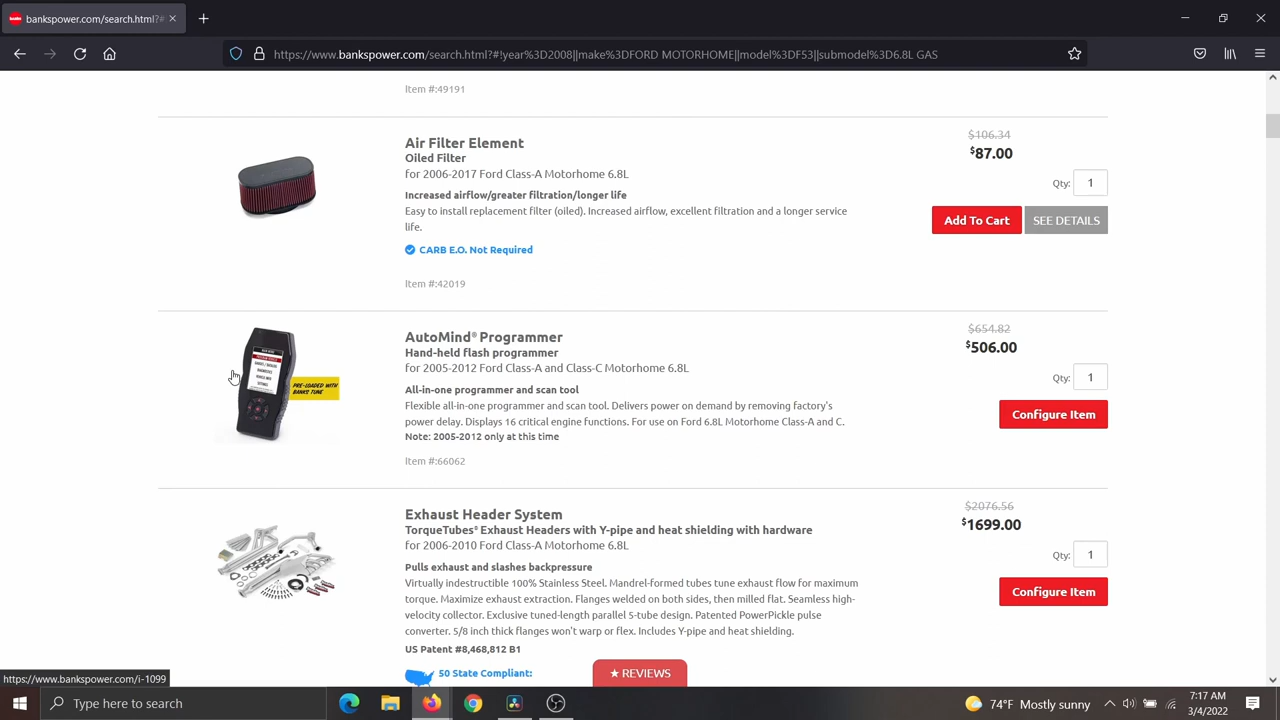 bankspower.com/search.html?#
https://www.bankspower.com/search.html?#!year%3D2008||make%3DFORD MOTORHOME||model%3DF53||submodel%3D6.8L GAS
Item #:49191
Air Filter Element
Oiled Filter
for 2006-2017 Ford Class-A Motorhome 6.8L
Increased airflow/greater filtration/longer life
Easy to install replacement filter (oiled). Increased airflow, excellent filtration and a longer service
life.
CARB E.O. Not Required
Item #:42019
$106.34
$87.00
Qty: 1
Add To Cart SEE DETAILS
PRE-LOADED WITH
BANKS TUNE
AutoMind® Programmer
Hand-held flash programmer
for 2005-2012 Ford Class-A and Class-C Motorhome 6.8L
All-in-one programmer and scan tool
Flexible all-in-one programmer and scan tool. Delivers power on demand by removing factory's
power delay. Displays 16 critical engine functions. For use on Ford 6.8L Motorhome Class-A and C.
Note: 2005-2012 only at this time
Item #:66062
$654.82
$506.00
Qty: 1
Configure Item
Exhaust Header System
TorqueTubes® Exhaust Headers with Y-pipe and heat shielding with hardware
for 2006-2010 Ford Class-A Motorhome 6.8L
Pulls exhaust and slashes backpressure
Virtually indestructible 100% Stainless Steel. Mandrel-formed tubes tune exhaust flow for maximum
torque. Maximize exhaust extraction. Flanges welded on both sides, then milled flat. Seamless high-
velocity collector. Exclusive tuned-length parallel 5-tube design. Patented PowerPickle pulse
converter. 5/8 inch thick flanges won't warp or flex. Includes Y-pipe and heat shielding.
US Patent #8,468,812 B1
50 State Compliant:
$2076.56
$1699.00
Qty: 1
Configure Item
★ REVIEWS
https://www.bankspower.com/i-1099
Type here to search
74°F Mostly sunny
7:17 AM
3/4/2022